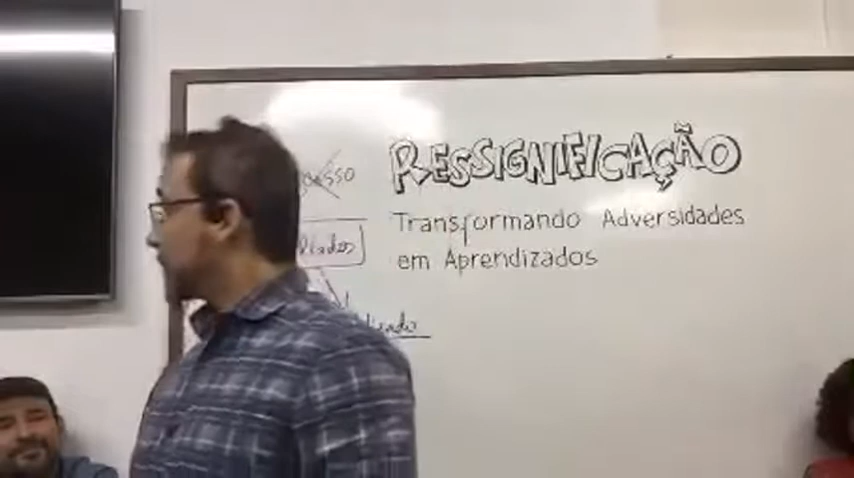 RESSIGNIFICAÇÃO
Transformando Adversidades
em Aprendizados